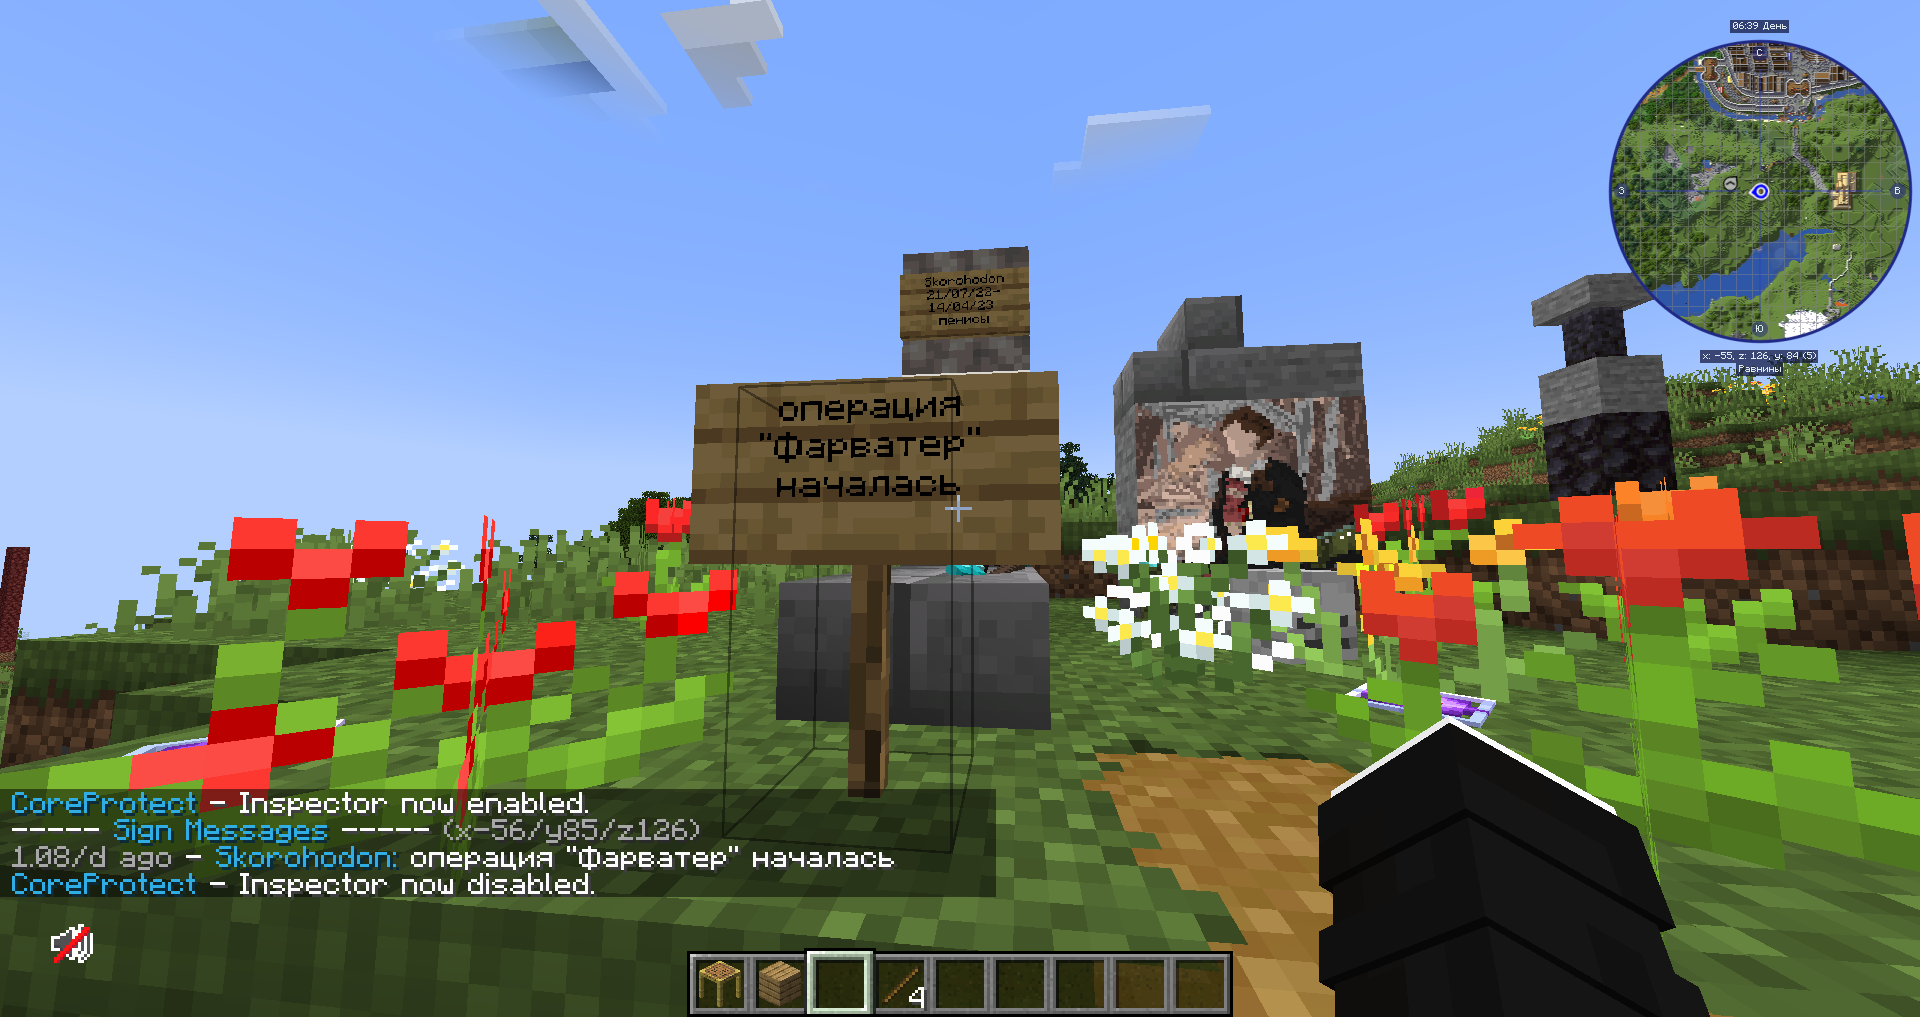 06:39 День
С
З
В
Ю
x: -55, z: 126, y: 84 (5)
Равнины
Skorohodon
21/07/22-
14/04/23
пенисы
операция
"Фарватер"
началась
CoreProtect - Inspector now enabled.
----- Sign Messages ----- (x-56/y85/z126)
1.08/d ago - Skorohodon: операция "Фарватер" началась
CoreProtect - Inspector now disabled.
4